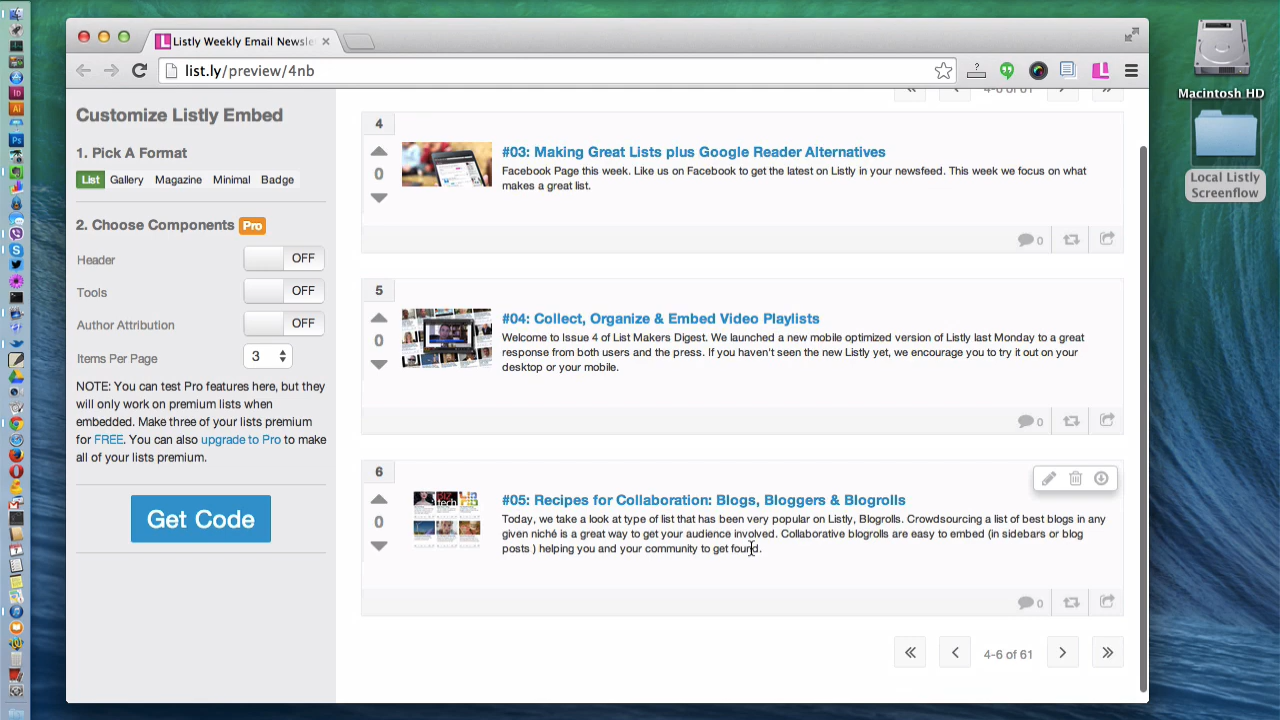 Listly Weekly Email Newsle
list.ly/preview/4nb
Macintosh HD
Local Listly
Screenflow
Customize Listly Embed
1. Pick A Format
List Gallery Magazine Minimal Badge
2. Choose Components Pro
Header OFF
Tools OFF
Author Attribution OFF
Items Per Page 3
NOTE: You can test Pro features here, but they
will only work on premium lists when
embedded. Make three of your lists premium
for FREE. You can also upgrade to Pro to make
all of your lists premium.
Get Code
4-6 of 61
4
0
#03: Making Great Lists plus Google Reader Alternatives
Facebook Page this week. Like us on Facebook to get the latest on Listly in your newsfeed. This week we focus on what
makes a great list.
0
5
0
#04: Collect, Organize & Embed Video Playlists
Welcome to Issue 4 of List Makers Digest. We launched a new mobile optimized version of Listly last Monday to a great
response from both users and the press. If you haven't seen the new Listly yet, we encourage you to try it out on your
desktop or your mobile.
0
6
0
#05: Recipes for Collaboration: Blogs, Bloggers & Blogrolls
Today, we take a look at type of list that has been very popular on Listly, Blogrolls. Crowdsourcing a list of best blogs in any
given niché is a great way to get your audience involved. Collaborative blogrolls are easy to embed (in sidebars or blog
posts ) helping you and your community to get found.
0
4-6 of 61